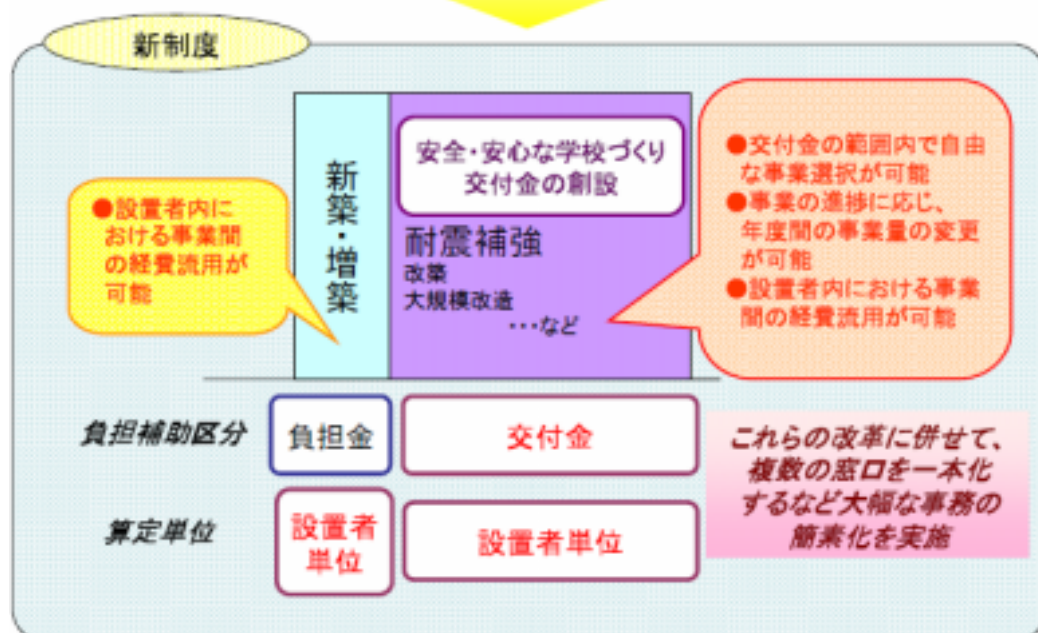 新制度
安全・安心な学校づくり
交付金の創設
新築・増築
耐震補強
改築
大規模改造
・・・など
●設置者内に
おける事業間
の経費流用が
可能
●交付金の範囲内で自由
な事業選択が可能
●事業の進捗に応じ、
年度間の事業量の変更
が可能
●設置者内における事業
間の経費流用が可能
負担補助区分
負担金
交付金
算定単位
設置者
単位
設置者単位
これらの改革に併せて、
複数の窓口を一本化
するなど大幅な事務の
簡素化を実施